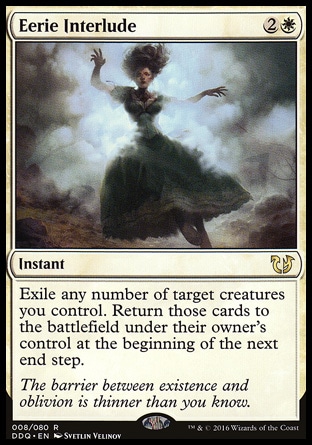 Eerie Interlude 2
Instant
Exile any number of target creatures
you control. Return those cards to
the battlefield under their owner's
control at the beginning of the next
end step.
The barrier between existence and
oblivion is thinner than you know.
008/080 R
DDQ • EN Svetlin Velinov
™ & © 2016 Wizards of the Coast